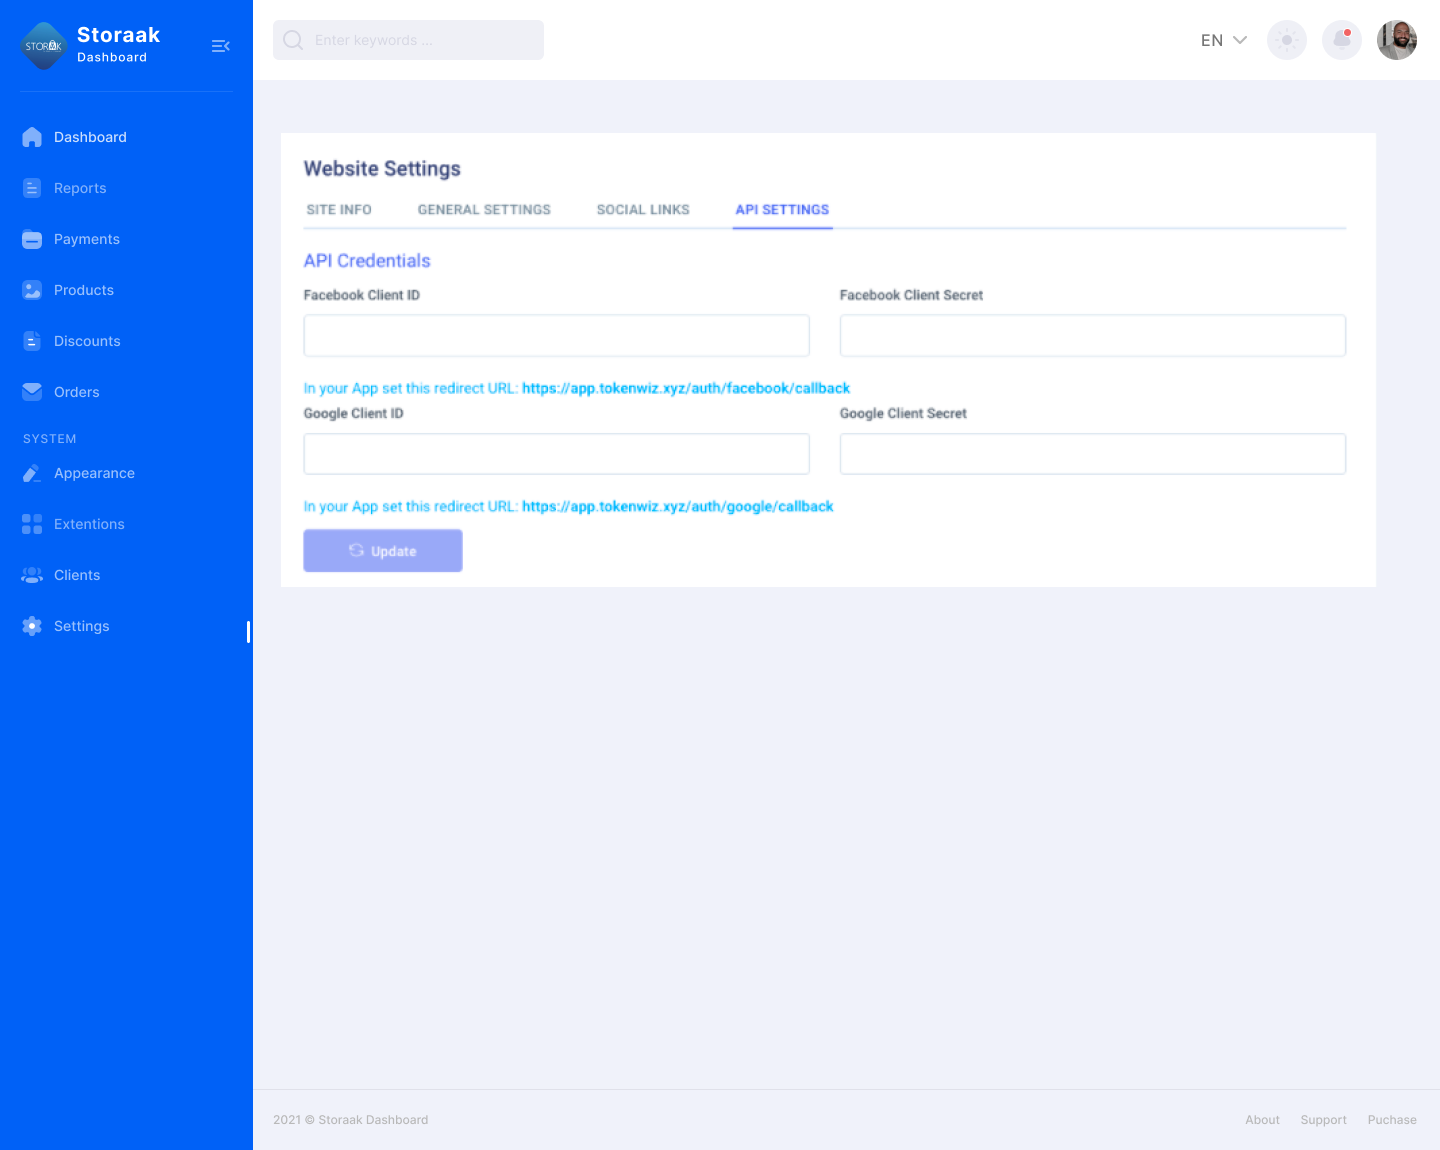 STORAK
Storaak
Dashboard
Enter keywords ...
EN
Dashboard
Reports
Payments
Products
Discounts
Orders
SYSTEM
Appearance
Extentions
Clients
Settings
Website Settings
SITE INFO GENERAL SETTINGS SOCIAL LINKS API SETTINGS
API Credentials
Facebook Client ID Facebook Client Secret
In your App set this redirect URL: https://app.tokenwiz.xyz/auth/facebook/callback
Google Client ID Google Client Secret
In your App set this redirect URL: https://app.tokenwiz.xyz/auth/google/callback
Update
2021 © Storaak Dashboard
About Support Puchase